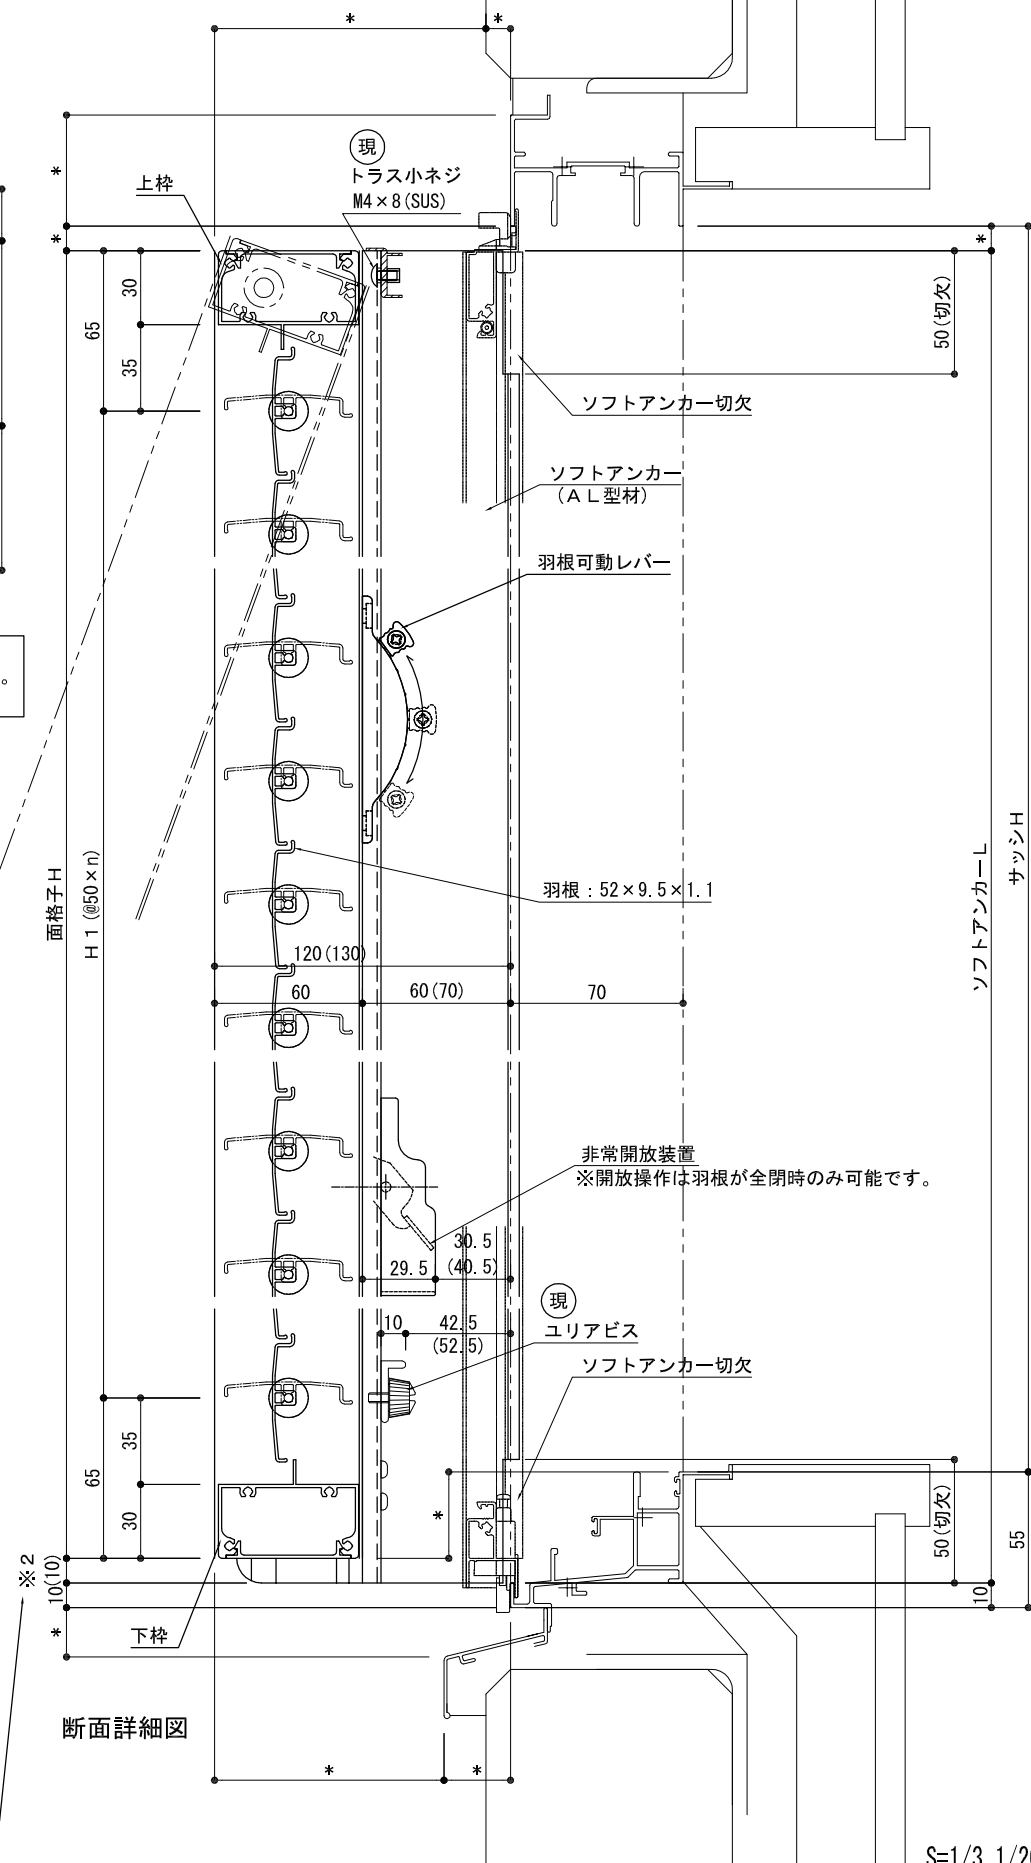 *
*
現
トラス小ネジ
M4×8(SUS)
上枠
*
*
*
30
65
35
50(切欠)
ソフトアンカー切欠
ソフトアンカー
(AL型材)
羽根可動レバー
羽根:52×9.5×1.1
面格子H
H1(@50×n)
ソフトアンカーL
サッシH
120(130)
60
60(70)
70
非常開放装置
※開放操作は羽根が全閉時のみ可能です。
30.5
29.5
(40.5)
現
10
42.5
(52.5)
ユリアビス
ソフトアンカー切欠
35
65
30
*
50(切欠)
55
※2
10(10)
10
*
下枠
断面詳細図
*
*